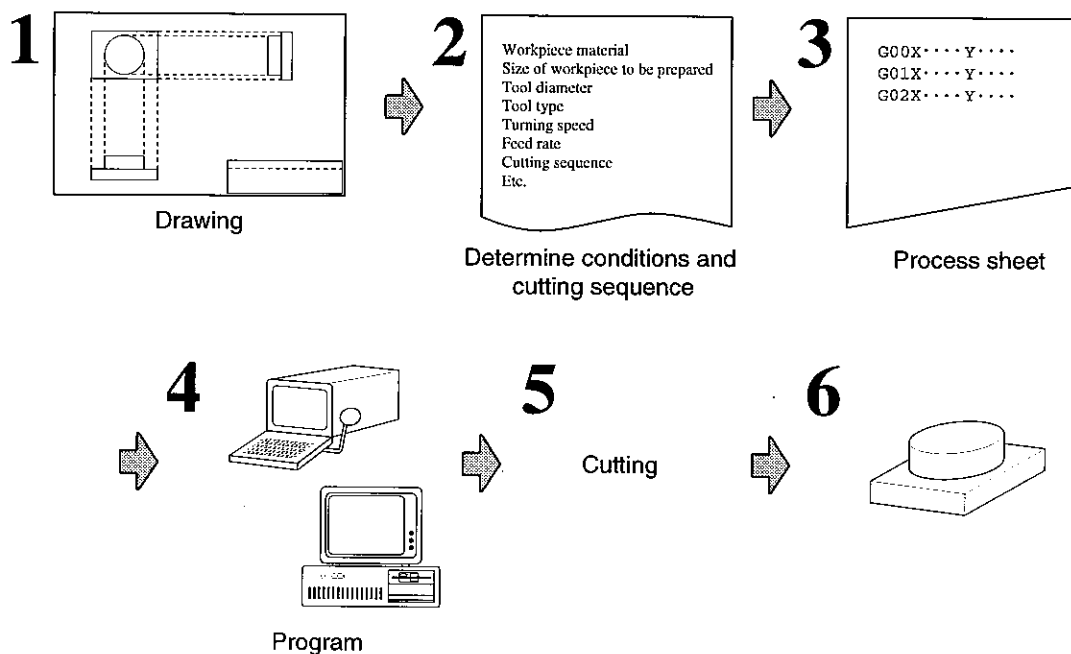 1
2
3
Workpiece material
Size of workpiece to be prepared
Tool diameter
Tool type
Turning speed
Feed rate
Cutting sequence
Etc.
G00X····Y····
G01X····Y····
G02X····Y····
Drawing
Determine conditions and
cutting sequence
Process sheet
4
5
6
Cutting
Program